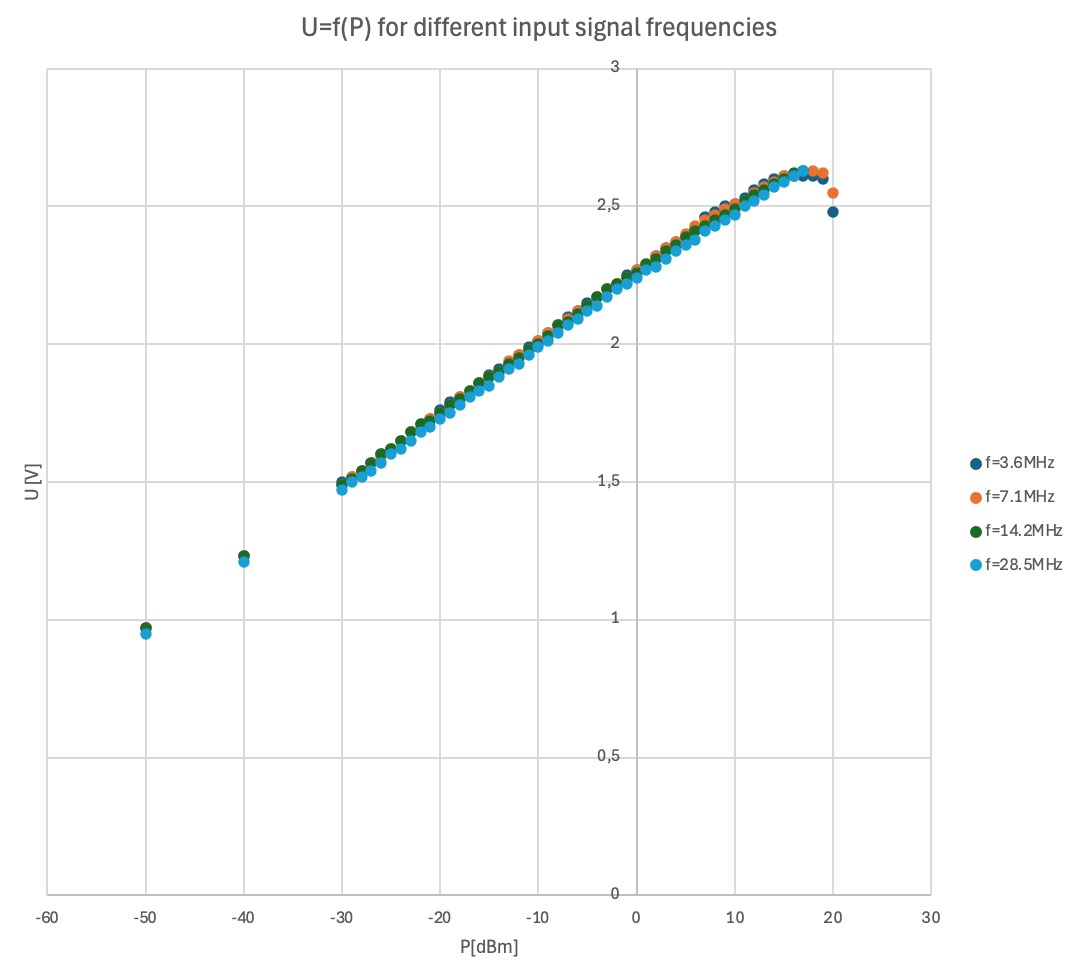 U=f(P) for different input signal frequencies
3
2,5
2
1,5
1
0,5
0
U [V]
-60 -50 -40 -30 -20 -10 0 10 20 30
P[dBm]
f=3.6MHz
f=7.1MHz
f=14.2MHz
f=28.5MHz